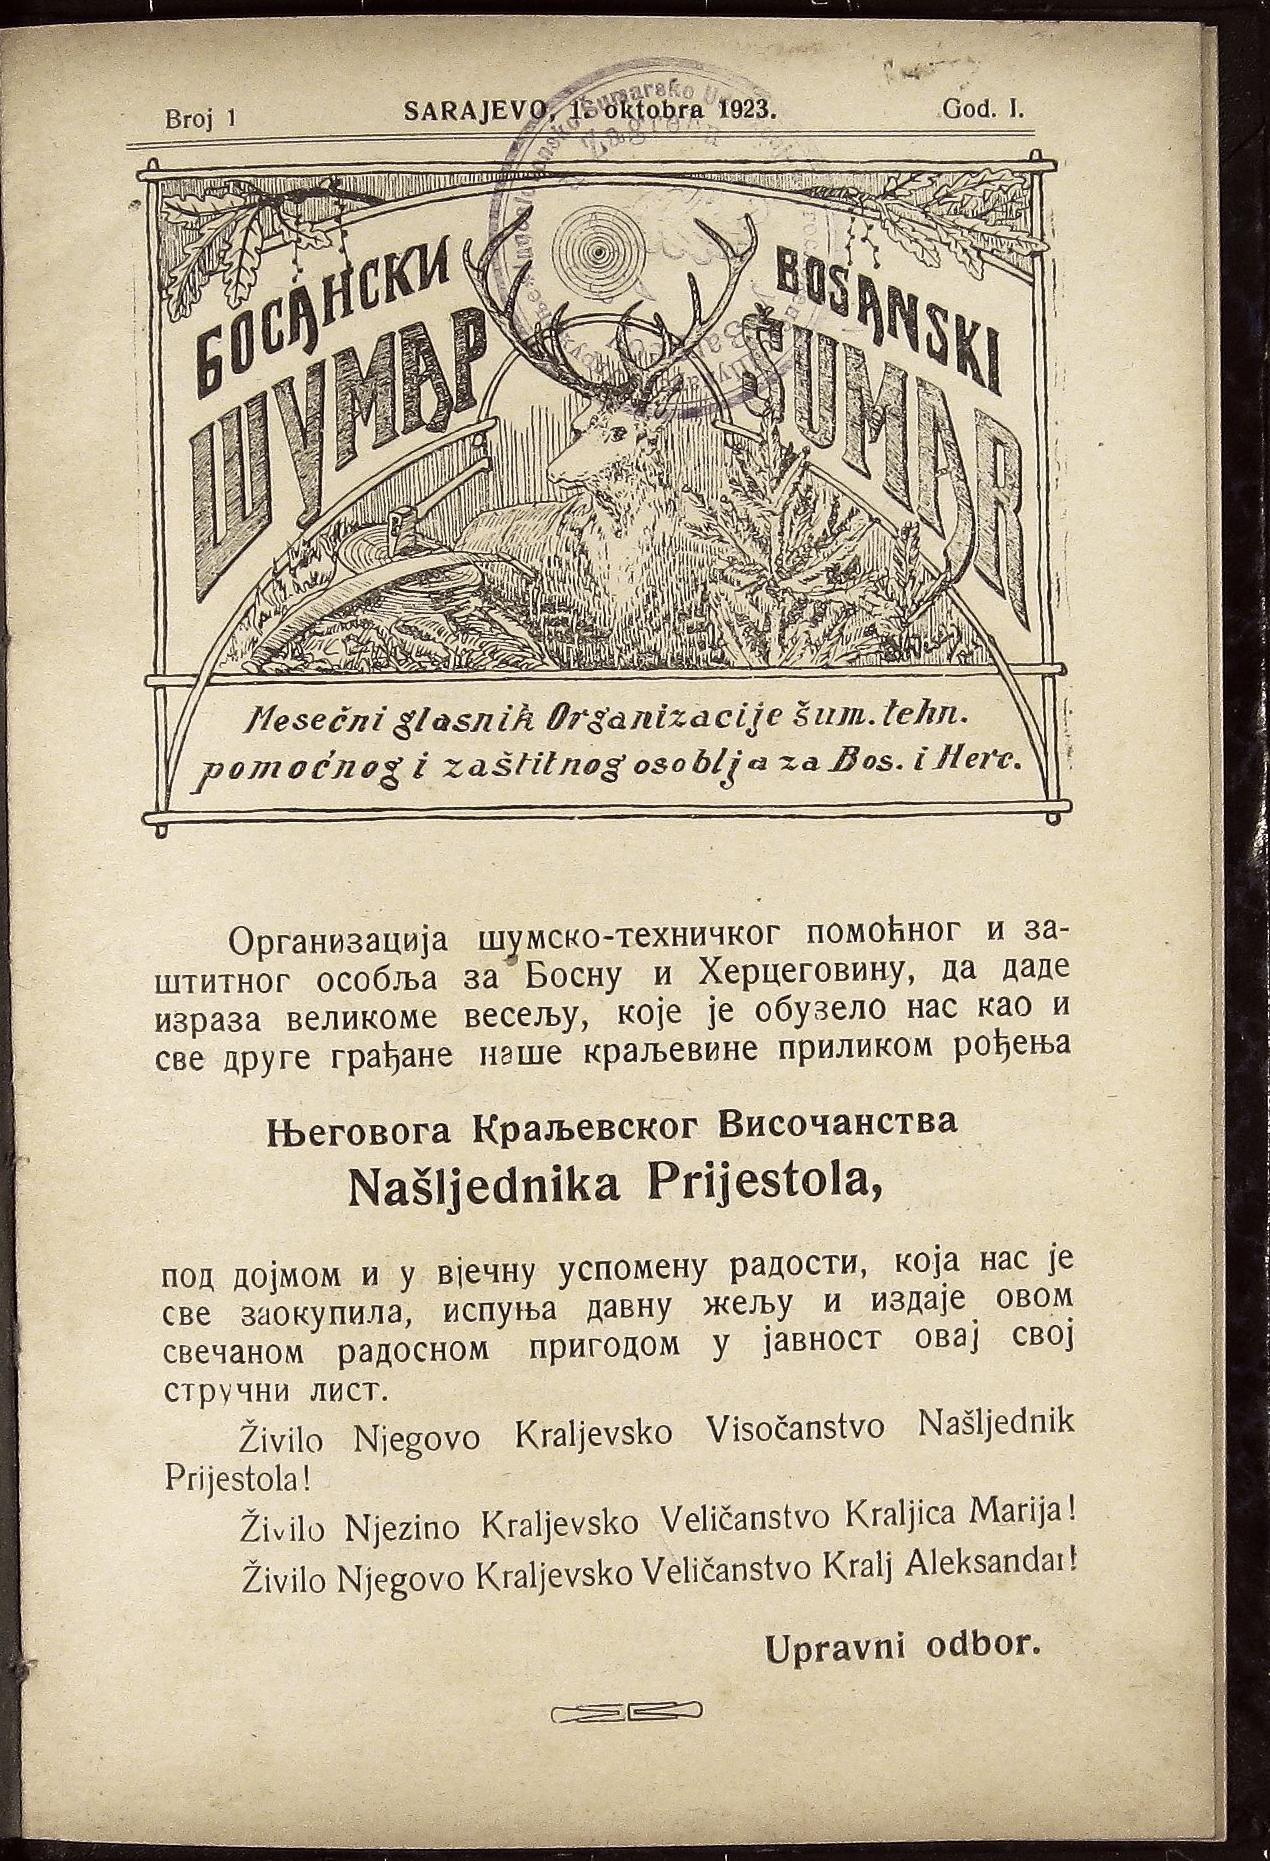 Broj 1
SARAJEVO, 1. oktobra 1923.
God. I.
БОСАНСКИ
ШУМАР
BOSANSKI
ŠUMAR
Mesečni glasnik Organizacije šum. tehn.
pomoćnog i zaštitnog osoblja za Bos. i Herc.
Организација шумско-техничког помоћног и за-
штитног особља за Босну и Херцеговину, да даде
израза великоме весељу, које је обузело нас као и
све друге грађане наше краљевине приликом рођења
Његовога Краљевског Височанства
Našljednika Prijestola,
под дојмом и у вјечну успомену радости, која нас је
све заокупила, испуња давну жељу и издаје овом
свечаном радосном пригодом у јавност овај свој
стручни лист.
Živilo Njegovo Kraljevsko Visočanstvo Našljednik
Prijestola!
Živilo Njezino Kraljevsko Veličanstvo Kraljica Marija!
Živilo Njegovo Kraljevsko Veličanstvo Kralj Aleksandar!
Upravni odbor.